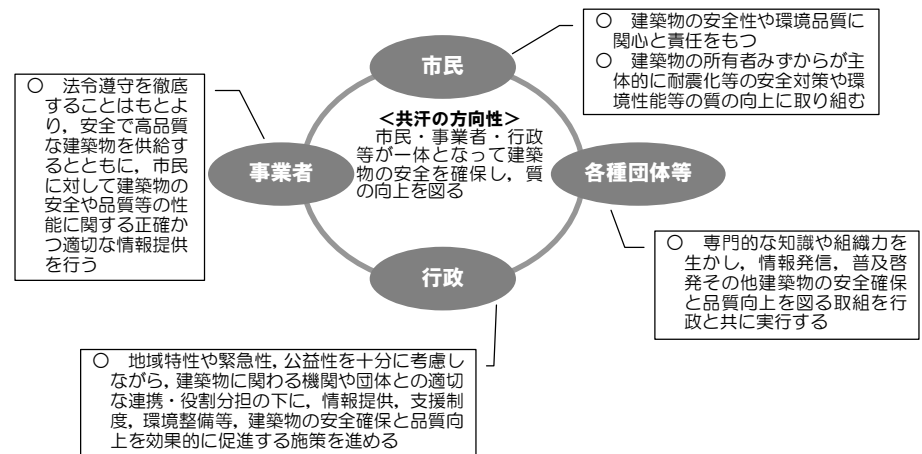 市民
○ 建築物の安全性や環境品質に
関心と責任をもつ
○ 建築物の所有者みずからが主
体的に耐震化等の安全対策や環
境性能等の質の向上に取り組む
○ 法令遵守を徹底
することはもとよ
り，安全で高品質
な建築物を供給す
るとともに，市民
に対して建築物の
安全や品質等の性
能に関する正確か
つ適切な情報提供
を行う
事業者
＜共汗の方向性＞
市民・事業者・行政
等が一体となって建築
物の安全を確保し，質
の向上を図る
各種団体等
○ 専門的な知識や組織力を
生かし，情報発信，普及啓
発その他建築物の安全確保
と品質向上を図る取組を行
政と共に実行する
行政
○ 地域特性や緊急性，公益性を十分に考慮し
ながら，建築物に関わる機関や団体との適切
な連携・役割分担の下に，情報提供，支援制
度，環境整備等，建築物の安全確保と品質向
上を効果的に促進する施策を進める